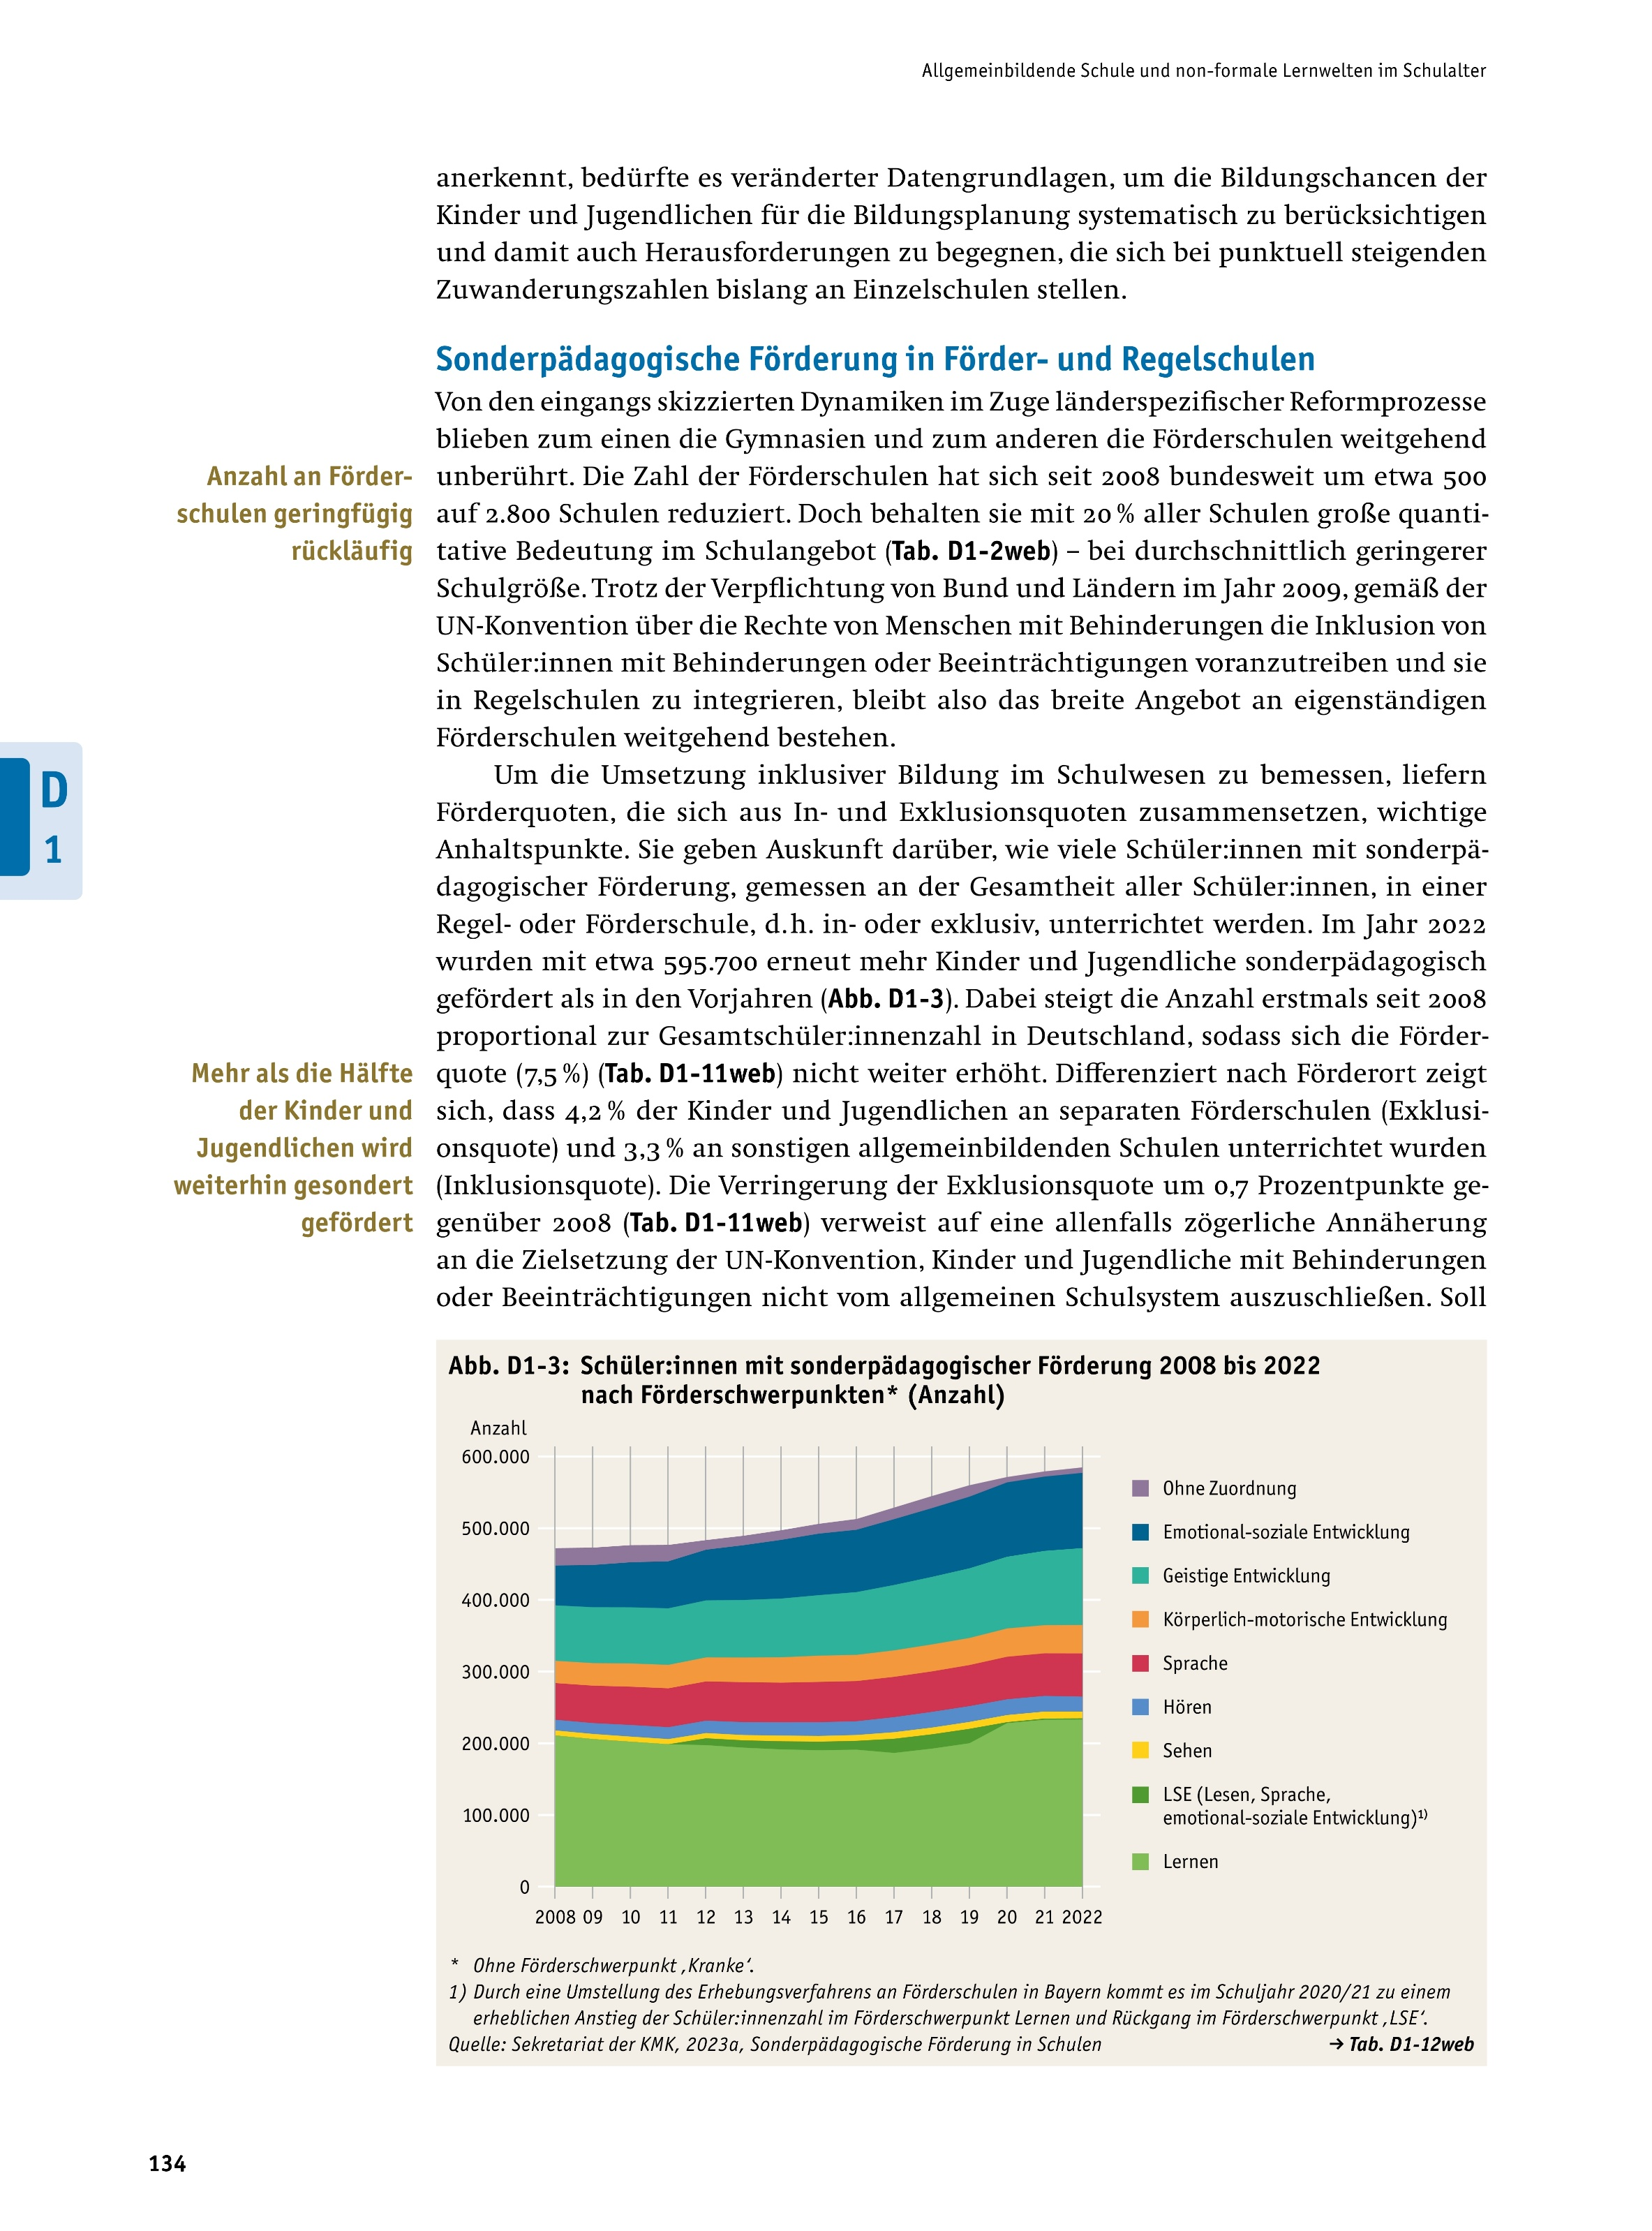 Allgemeinbildende Schule und non-formale Lernwelten im Schulalter
anerkennt, bedürfte es veränderter Datengrundlagen, um die Bildungschancen der
Kinder und Jugendlichen für die Bildungsplanung systematisch zu berücksichtigen
und damit auch Herausforderungen zu begegnen, die sich bei punktuell steigenden
Zuwanderungszahlen bislang an Einzelschulen stellen.
Sonderpädagogische Förderung in Förder- und Regelschulen
Von den eingangs skizzierten Dynamiken im Zuge länderspezifischer Reformprozesse
blieben zum einen die Gymnasien und zum anderen die Förderschulen weitgehend
Anzahl an Förder-
schulen geringfügig
rückläufig
unberührt. Die Zahl der Förderschulen hat sich seit 2008 bundesweit um etwa 500
auf 2.800 Schulen reduziert. Doch behalten sie mit 20 % aller Schulen große quanti-
tative Bedeutung im Schulangebot (Tab. D1-2web) – bei durchschnittlich geringerer
Schulgröße. Trotz der Verpflichtung von Bund und Ländern im Jahr 2009, gemäß der
UN-Konvention über die Rechte von Menschen mit Behinderungen die Inklusion von
Schüler:innen mit Behinderungen oder Beeinträchtigungen voranzutreiben und sie
in Regelschulen zu integrieren, bleibt also das breite Angebot an eigenständigen
Förderschulen weitgehend bestehen.
D
1
Um die Umsetzung inklusiver Bildung im Schulwesen zu bemessen, liefern
Förderquoten, die sich aus In- und Exklusionsquoten zusammensetzen, wichtige
Anhaltspunkte. Sie geben Auskunft darüber, wie viele Schüler:innen mit sonderpä-
dagogischer Förderung, gemessen an der Gesamtheit aller Schüler:innen, in einer
Regel- oder Förderschule, d. h. in- oder exklusiv, unterrichtet werden. Im Jahr 2022
wurden mit etwa 595.700 erneut mehr Kinder und Jugendliche sonderpädagogisch
gefördert als in den Vorjahren (Abb. D1-3). Dabei steigt die Anzahl erstmals seit 2008
proportional zur Gesamtschüler:innenzahl in Deutschland, sodass sich die Förder-
Mehr als die Hälfte
der Kinder und
Jugendlichen wird
weiterhin gesondert
gefördert
quote (7,5 %) (Tab. D1-11web) nicht weiter erhöht. Differenziert nach Förderort zeigt
sich, dass 4,2 % der Kinder und Jugendlichen an separaten Förderschulen (Exklusi-
onsquote) und 3,3 % an sonstigen allgemeinbildenden Schulen unterrichtet wurden
(Inklusionsquote). Die Verringerung der Exklusionsquote um 0,7 Prozentpunkte ge-
genüber 2008 (Tab. D1-11web) verweist auf eine allenfalls zögerliche Annäherung
an die Zielsetzung der UN-Konvention, Kinder und Jugendliche mit Behinderungen
oder Beeinträchtigungen nicht vom allgemeinen Schulsystem auszuschließen. Soll
Abb. D1-3: Schüler:innen mit sonderpädagogischer Förderung 2008 bis 2022
nach Förderschwerpunkten* (Anzahl)
Anzahl
600.000
500.000
400.000
300.000
200.000
100.000
0
2008 09 10 11 12 13 14 15 16 17 18 19 20 21 2022
Ohne Zuordnung
Emotional-soziale Entwicklung
Geistige Entwicklung
Körperlich-motorische Entwicklung
Sprache
Hören
Sehen
LSE (Lesen, Sprache,
emotional-soziale Entwicklung)1)
Lernen
* Ohne Förderschwerpunkt ‚Kranke‘.
1) Durch eine Umstellung des Erhebungsverfahrens an Förderschulen in Bayern kommt es im Schuljahr 2020/21 zu einem
erheblichen Anstieg der Schüler:innenzahl im Förderschwerpunkt Lernen und Rückgang im Förderschwerpunkt ‚LSE‘.
Quelle: Sekretariat der KMK, 2023a, Sonderpädagogische Förderung in Schulen → Tab. D1-12web
134